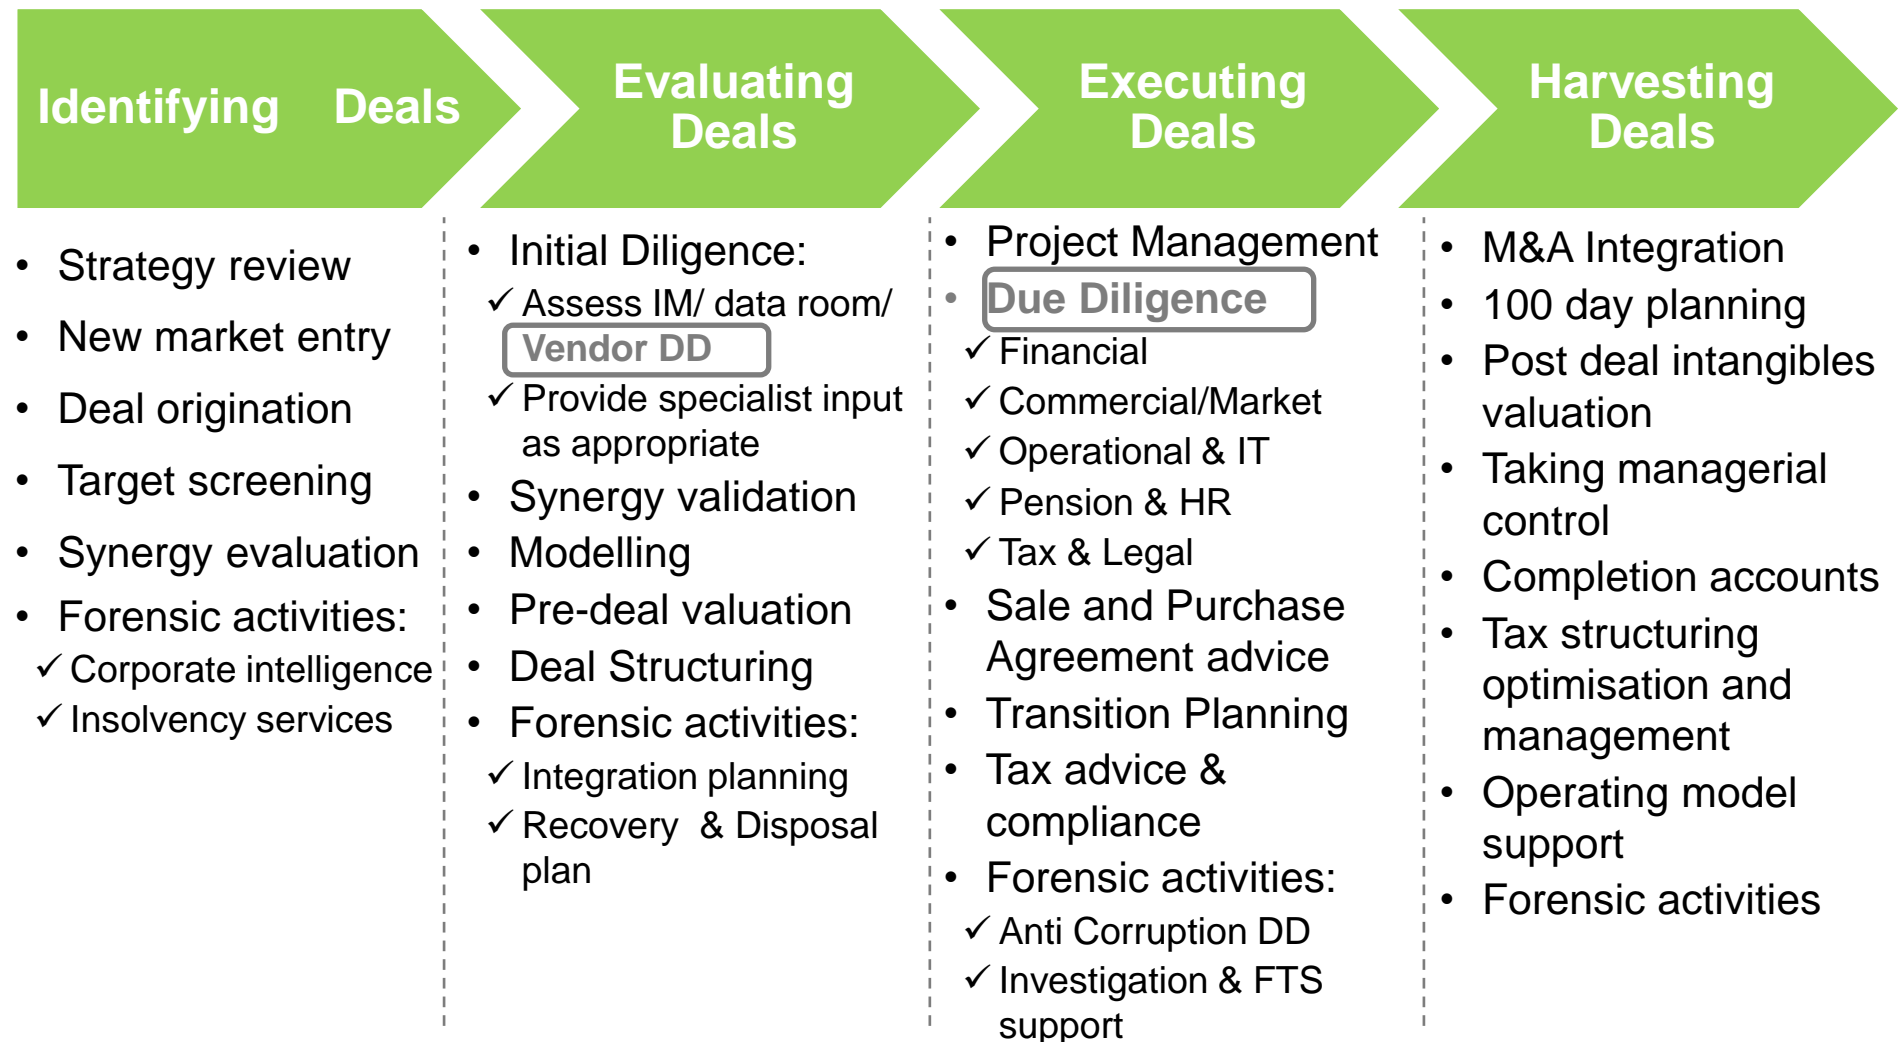 Identifying Deals
Evaluating
Deals
Executing
Deals
Harvesting
Deals
• Strategy review
• New market entry
• Deal origination
• Target screening
• Synergy evaluation
• Forensic activities:
✓ Corporate intelligence
✓ Insolvency services
• Initial Diligence:
✓ Assess IM/ data room/
Vendor DD
✓ Provide specialist input
as appropriate
• Synergy validation
• Modelling
• Pre-deal valuation
• Deal Structuring
• Forensic activities:
✓ Integration planning
✓ Recovery & Disposal
plan
• Project Management
• Due Diligence
✓ Financial
✓ Commercial/Market
✓ Operational & IT
✓ Pension & HR
✓ Tax & Legal
• Sale and Purchase
Agreement advice
• Transition Planning
• Tax advice &
compliance
• Forensic activities:
✓ Anti Corruption DD
✓ Investigation & FTS
support
• M&A Integration
• 100 day planning
• Post deal intangibles
valuation
• Taking managerial
control
• Completion accounts
• Tax structuring
optimisation and
management
• Operating model
support
• Forensic activities